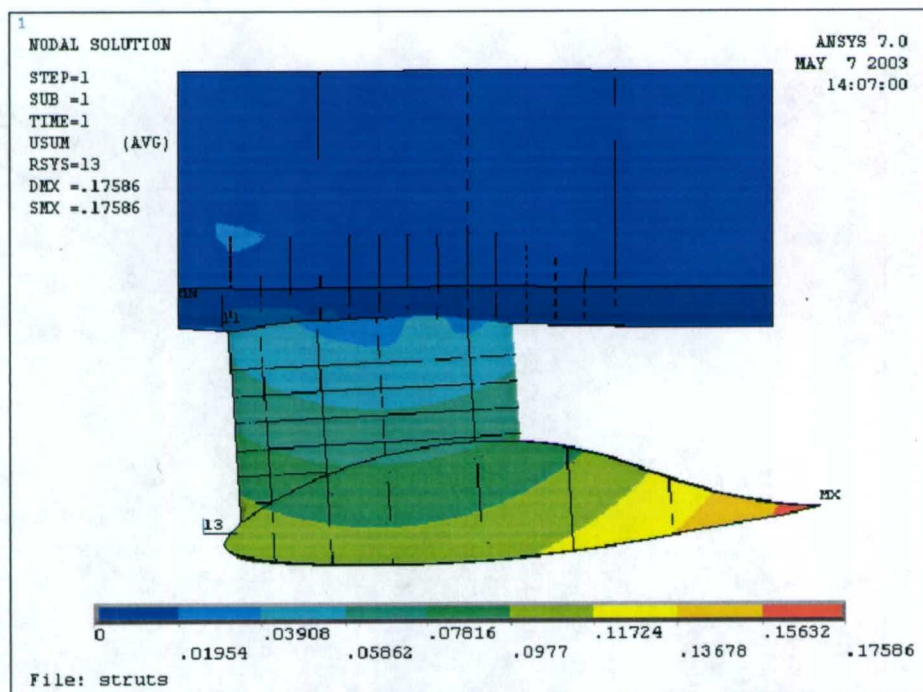 1
NODAL SOLUTION
STEP=1
SUB =1
TIME=1
USUM (AVG)
RSYS=13
DMX =.17586
SMX =.17586
ANSYS 7.0
MAY 7 2003
14:07:00
MN
11
13
MX
0 .03908 .07816 .11724 .15632
.01954 .05862 .0977 .13678 .17586
File: struts